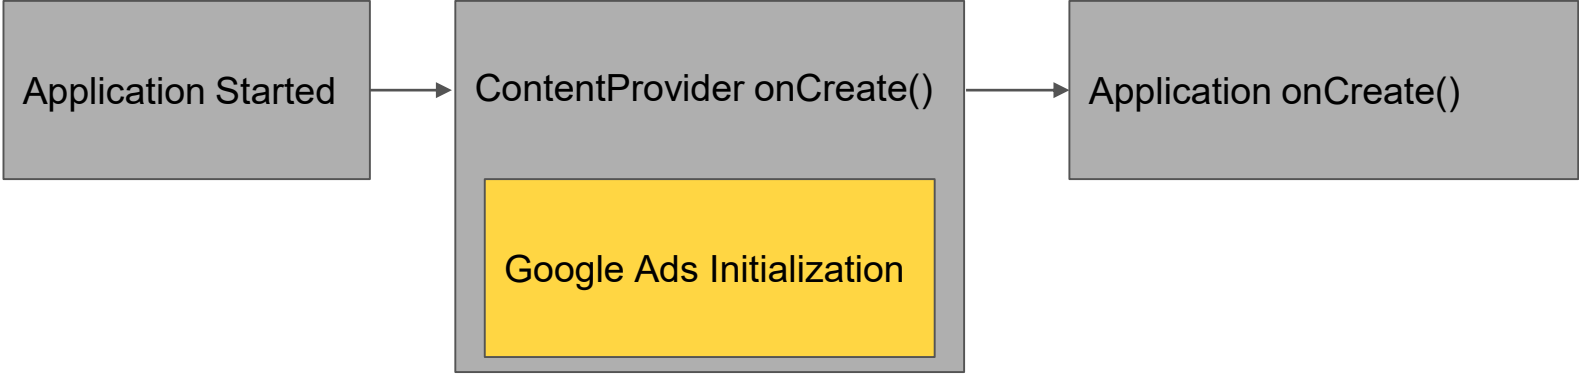 Application Started
ContentProvider onCreate()
Application onCreate()
Google Ads Initialization